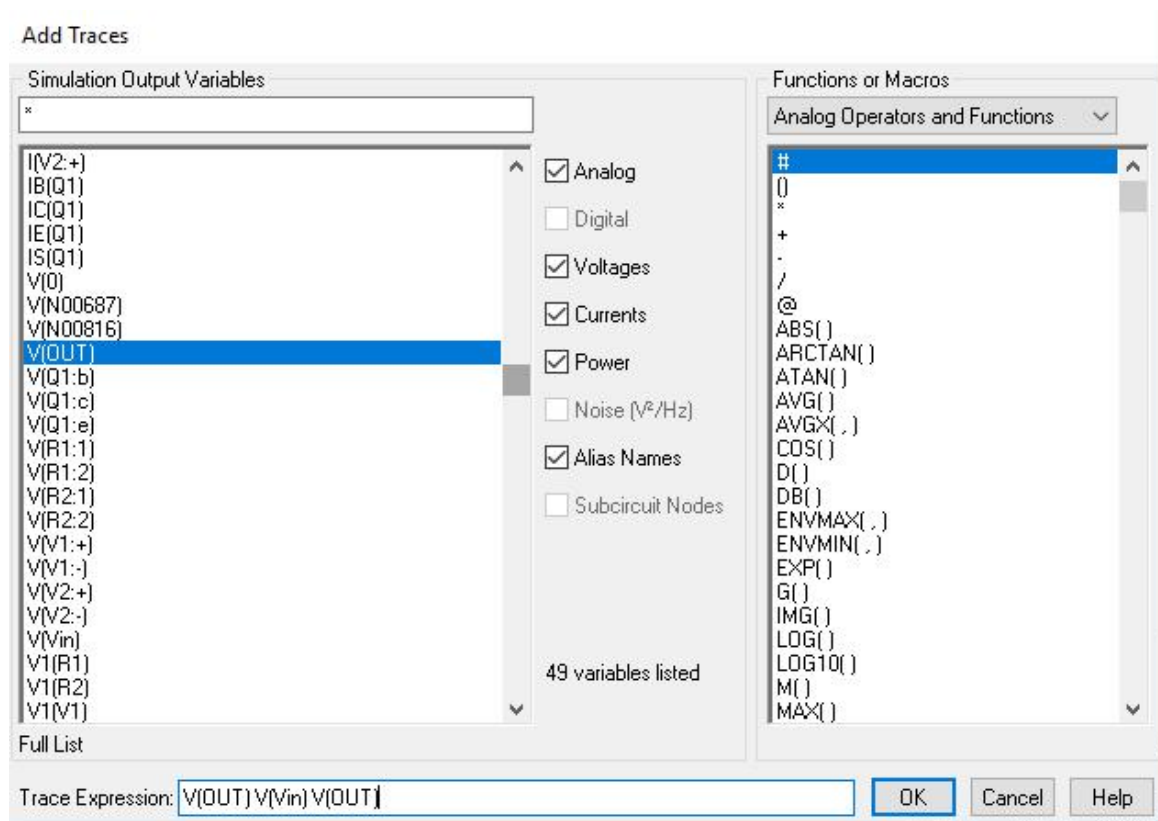 Add Traces
Simulation Output Variables
*
I(V2:+)
IB(Q1)
IC(Q1)
IE(Q1)
IS(Q1)
V(0)
V(N00687)
V(N00816)
V(OUT)
V(Q1:b)
V(Q1:c)
V(Q1:e)
V(R1:1)
V(R1:2)
V(R2:1)
V(R2:2)
V(V1:+)
V(V1:-)
V(V2:+)
V(V2:-)
V(Vin)
V1(R1)
V1(R2)
V1(V1)
Full List
Analog
Digital
Voltages
Currents
Power
Noise (V²/Hz)
Alias Names
Subcircuit Nodes
49 variables listed
Functions or Macros
Analog Operators and Functions
#
()
*
+
-
/
@
ABS( )
ARCTAN( )
ATAN( )
AVG( )
AVGX( , )
COS( )
D( )
DB( )
ENVMAX( , )
ENVMIN( , )
EXP( )
G( )
IMG( )
LOG( )
LOG10( )
M( )
MAX( )
Trace Expression: V(OUT) V(Vin) V(OUT)
OK Cancel Help